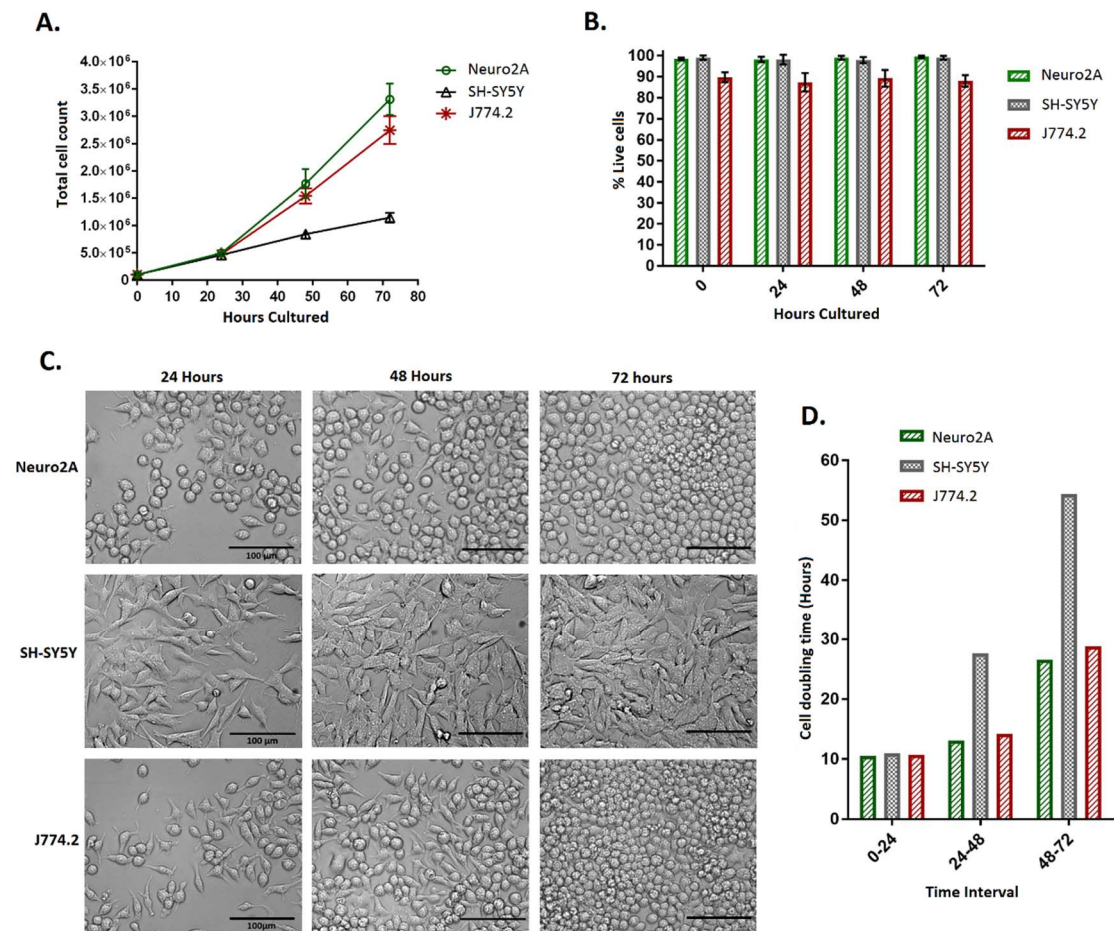 A.
4.0×10⁶
3.5×10⁶
3.0×10⁶
2.5×10⁶
2.0×10⁶
1.5×10⁶
1.0×10⁶
5.0×10⁵
0
Total cell count
0 10 20 30 40 50 60 70 80
Hours Cultured
Neuro2A
SH-SY5Y
J774.2
B.
100
90
80
70
60
50
40
30
20
10
0
% Live cells
0 24 48 72
Hours Cultured
Neuro2A
SH-SY5Y
J774.2
C.
24 Hours 48 Hours 72 hours
Neuro2A
100 µm
SH-SY5Y
100 µm
J774.2
100µm
D.
Neuro2A
SH-SY5Y
J774.2
60
50
40
30
20
10
0
Cell doubling time (Hours)
0-24 24-48 48-72
Time Interval